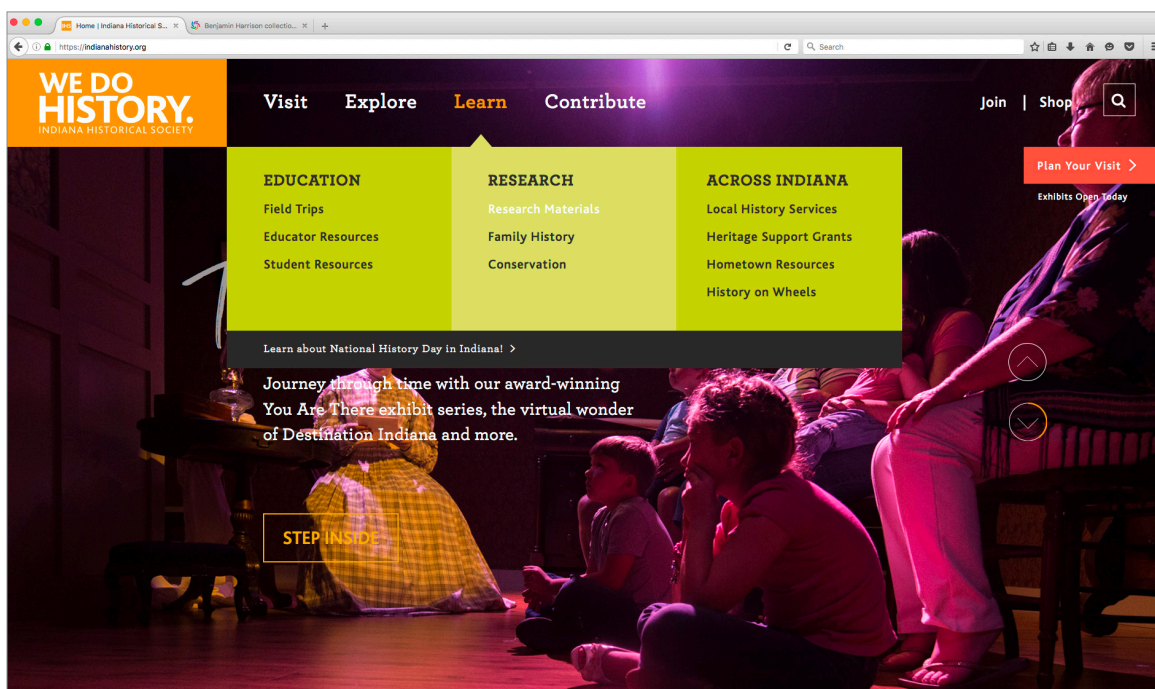 Home | Indiana Historical S...
Benjamin Harrison collectio...
https://indianahistory.org
Search
WE DO
HISTORY.
INDIANA HISTORICAL SOCIETY
Visit Explore Learn Contribute
Join | Shop
Plan Your Visit
Exhibits Open Today
EDUCATION
Field Trips
Educator Resources
Student Resources
RESEARCH
Research Materials
Family History
Conservation
ACROSS INDIANA
Local History Services
Heritage Support Grants
Hometown Resources
History on Wheels
Learn about National History Day in Indiana! >
Journey through time with our award-winning
You Are There exhibit series, the virtual wonder
of Destination Indiana and more.
STEP INSIDE